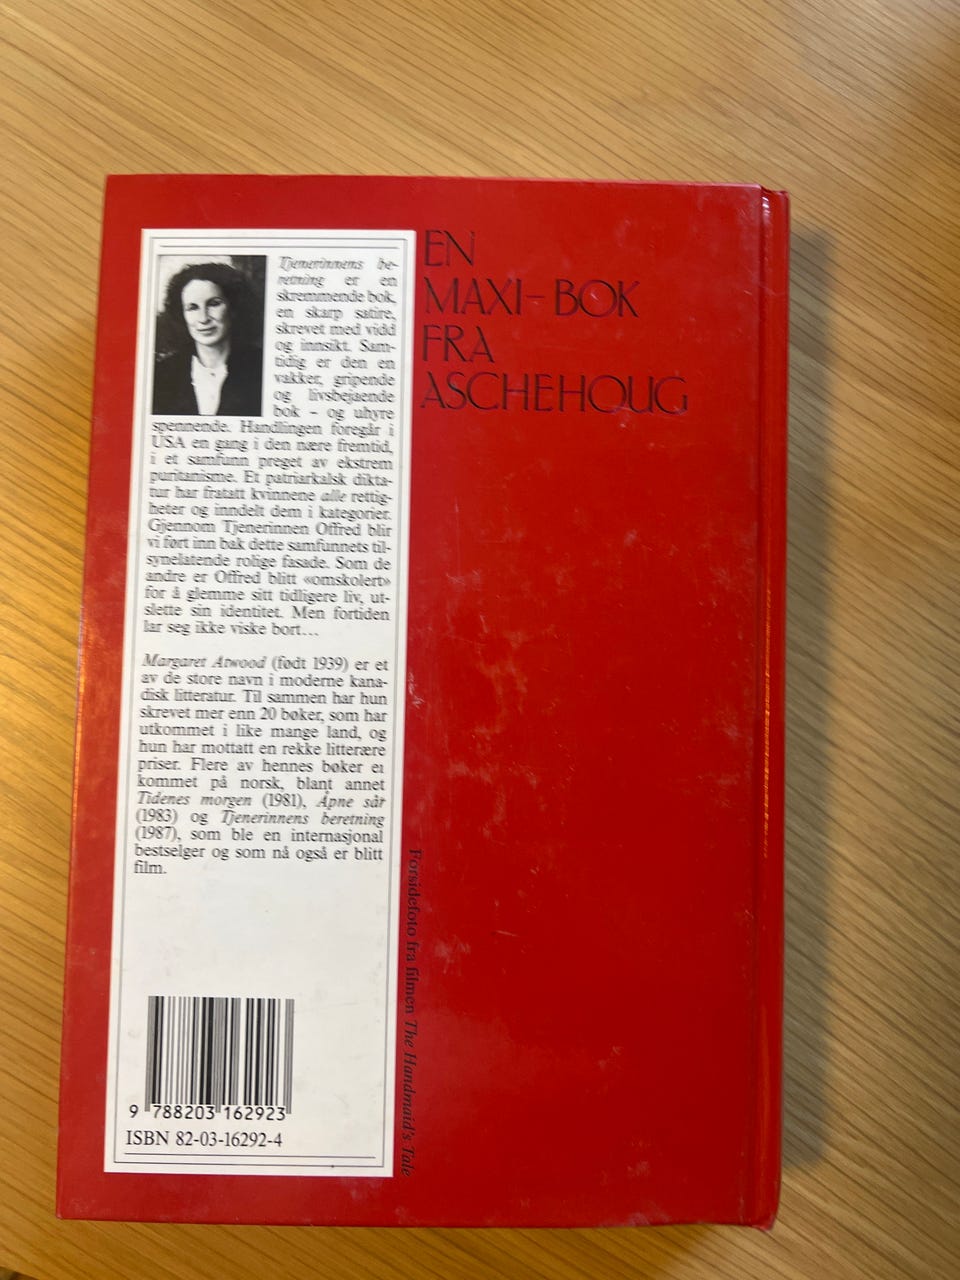 EN
MAXI-BOK
FRA
ASCHEHOUG
Tjenerinnens be-
retning er en
skremmende bok,
en skarp satire,
skrevet med vidd
og innsikt. Sam-
tidig er den en
vakker, gripende
og livsbejaende
bok – og uhyre
spennende. Handlingen foregår i
USA en gang i den nære fremtid,
i et samfunn preget av ekstrem
puritanisme. Et patriarkalsk dikta-
tur har fratatt kvinnene alle rettig-
heter og inndelt dem i kategorier.
Gjennom Tjenerinnen Offred blir
vi ført inn bak dette samfunnets til-
synelatende rolige fasade. Som de
andre er Offred blitt «omskolert»
for å glemme sitt tidligere liv, ut-
slette sin identitet. Men fortiden
lar seg ikke viske bort...
Margaret Atwood (født 1939) er et
av de store navn i moderne kana-
disk litteratur. Til sammen har hun
skrevet mer enn 20 bøker, som har
utkommet i like mange land, og
hun har mottatt en rekke litterære
priser. Flere av hennes bøker er
kommet på norsk, blant annet
Tidenes morgen (1981), Åpne sår
(1983) og Tjenerinnens beretning
(1987), som ble en internasjonal
bestselger og som nå også er blitt
film.
Forsidefoto fra filmen The Handmaid's Tale
9 788203 162923
ISBN 82-03-16292-4